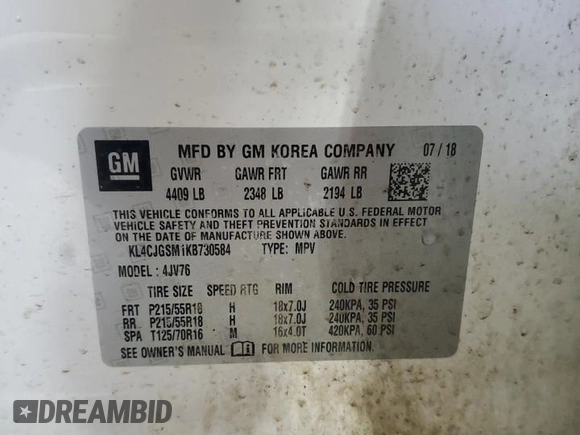 GM
MFD BY GM KOREA COMPANY 07 / 18
GVWR GAWR FRT GAWR RR
4409 LB 2348 LB 2194 LB
THIS VEHICLE CONFORMS TO ALL APPLICABLE U.S. FEDERAL MOTOR
VEHICLE SAFETY AND THEFT PREVENTION STANDARDS IN EFFECT
ON THE DATE OF MANUFACTURE SHOWN ABOVE.
KL4CJGSM1KB730584 TYPE: MPV
MODEL: 4JV76
TIRE SIZE SPEED RTG RIM COLD TIRE PRESSURE
FRT P215/55R18 H 18x7.0J 240KPA, 35 PSI
RR P215/55R18 H 18x7.0J 240KPA, 35 PSI
SPA T125/70R16 M 16x4.0T 420KPA, 60 PSI
SEE OWNER'S MANUAL FOR MORE INFORMATION
DREAMBID